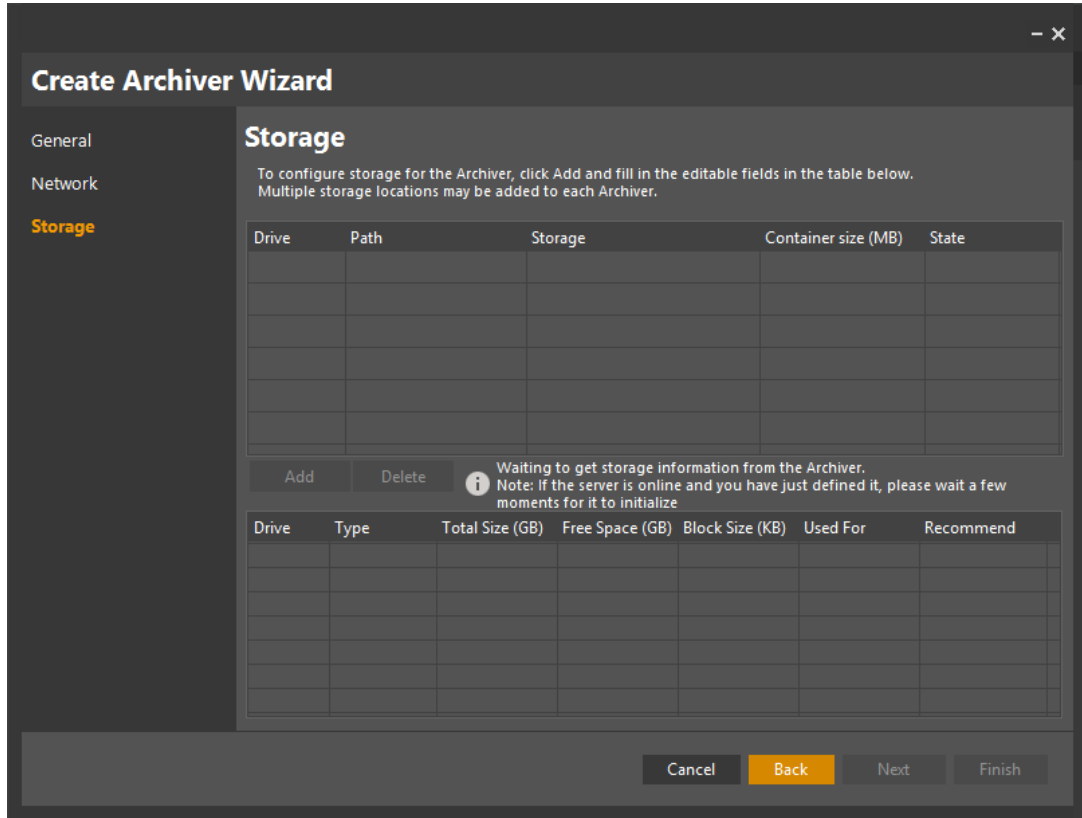 Create Archiver Wizard
General
Network
Storage
Storage
To configure storage for the Archiver, click Add and fill in the editable fields in the table below.
Multiple storage locations may be added to each Archiver.
Drive Path Storage Container size (MB) State
Add Delete
Waiting to get storage information from the Archiver.
Note: If the server is online and you have just defined it, please wait a few
moments for it to initialize
Drive Type Total Size (GB) Free Space (GB) Block Size (KB) Used For Recommend
Cancel Back Next Finish